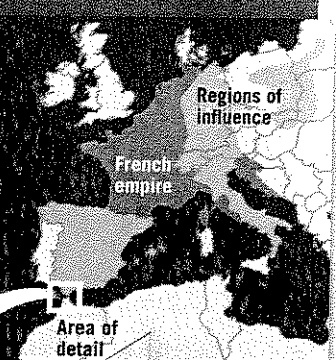 Regions of
influence
French
empire
Area of
detail